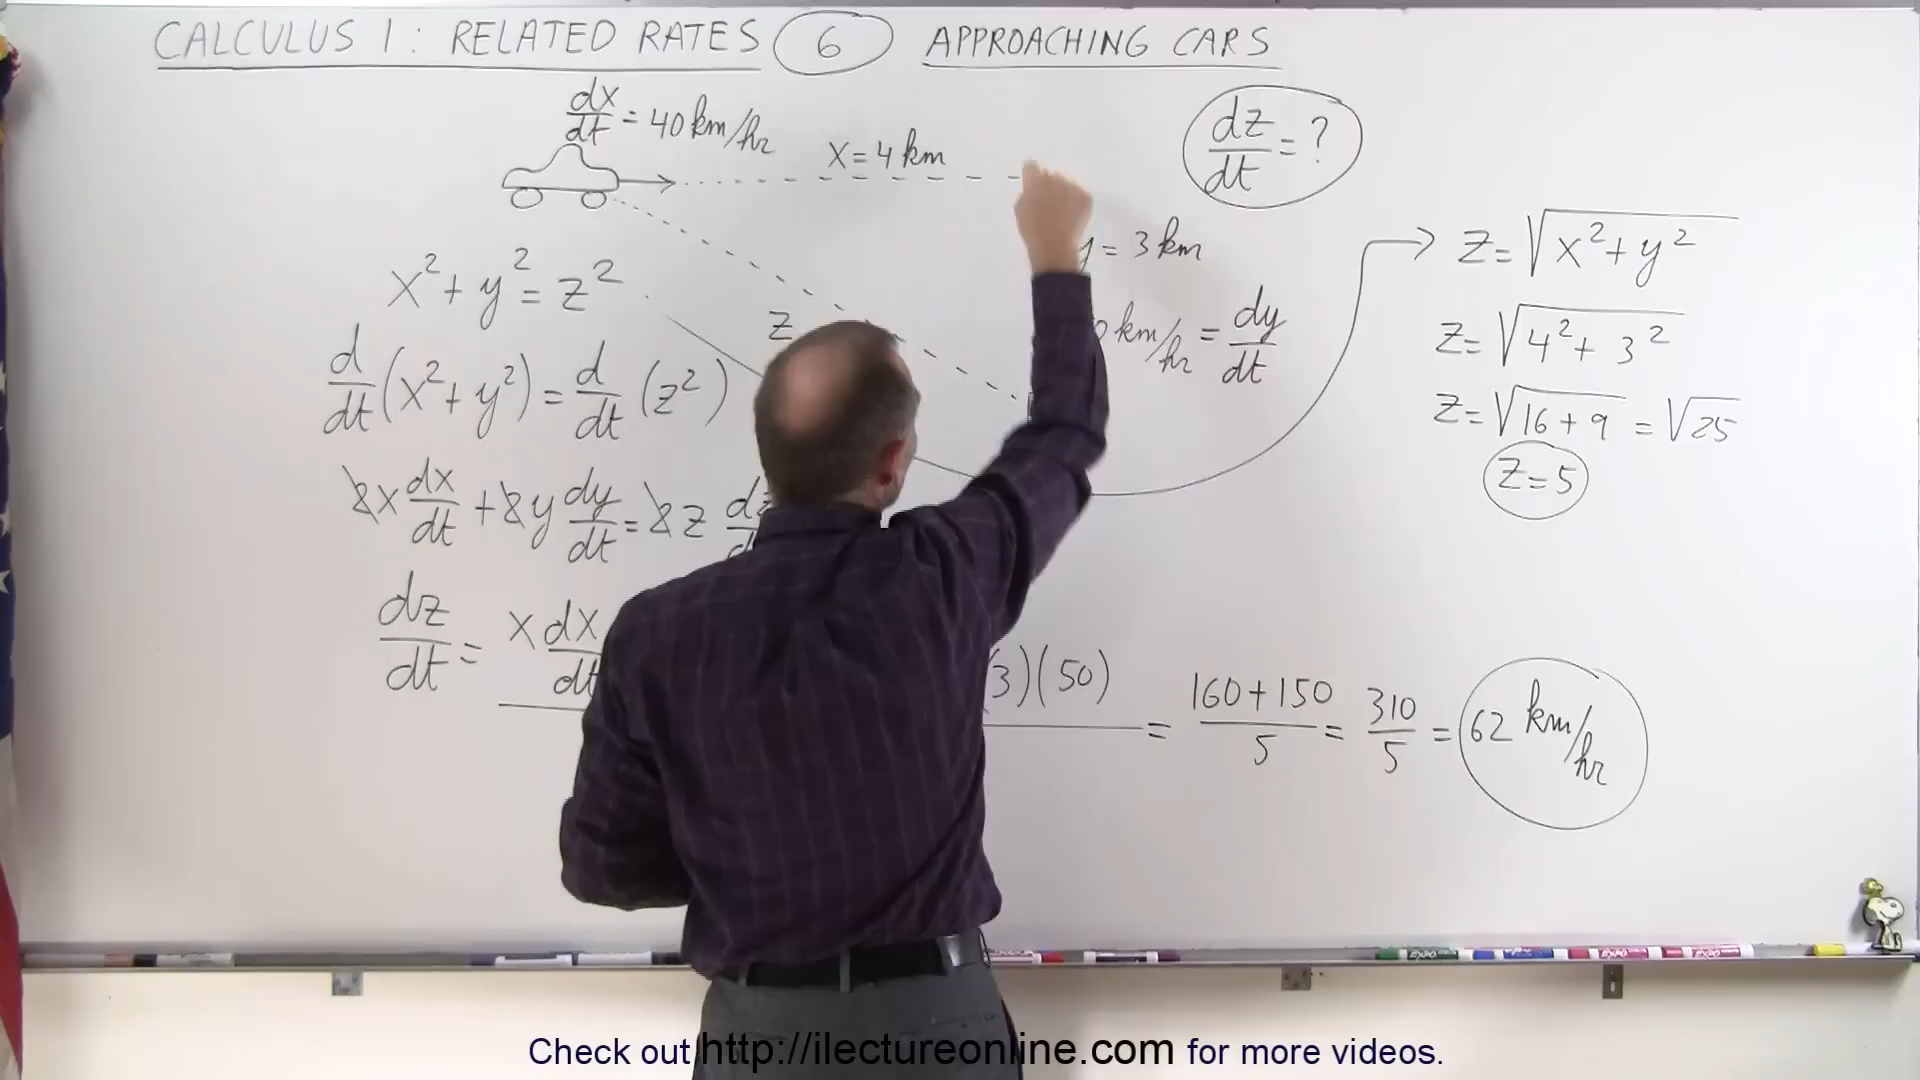 CALCULUS 1: RELATED RATES 6 APPROACHING CARS
dx/dt = 40 km/hr
x = 4 km
dz/dt = ?
y = 3 km
0 km/hr = dy/dt
z
x² + y² = z²
d/dt (x² + y²) = d/dt (z²)
2x dx/dt + 2y dy/dt = 2z dz
dz/dt = x dx/dt
3)(50) = 160+150/5 = 310/5 = 62 km/hr
z = √x² + y²
z = √4² + 3²
z = √16 + 9 = √25
z = 5
Check out http://ilectureonline.com for more videos.